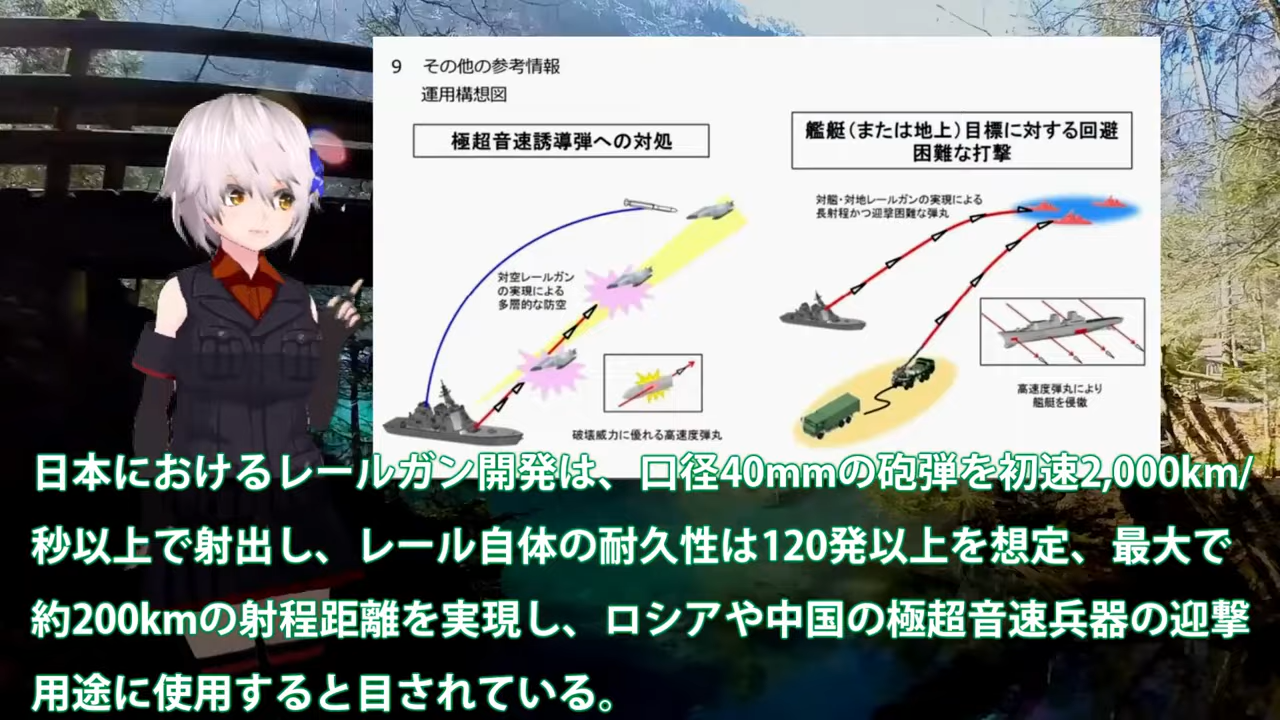 9 その他の参考情報
運用構想図
極超音速誘導弾への対処
対空レールガン
の実現による
多層的な防空
破壊威力に優れる高速度弾丸
艦艇(または地上)目標に対する回避
困難な打撃
対艦・対地レールガンの実現による
長射程かつ迎撃困難な弾丸
高速度弾丸により
艦艇を侵徹
日本におけるレールガン開発は、口径40mmの砲弾を初速2,000km/
秒以上で射出し、レール自体の耐久性は120発以上を想定、最大で
約200kmの射程距離を実現し、ロシアや中国の極超音速兵器の迎撃
用途に使用すると目されている。